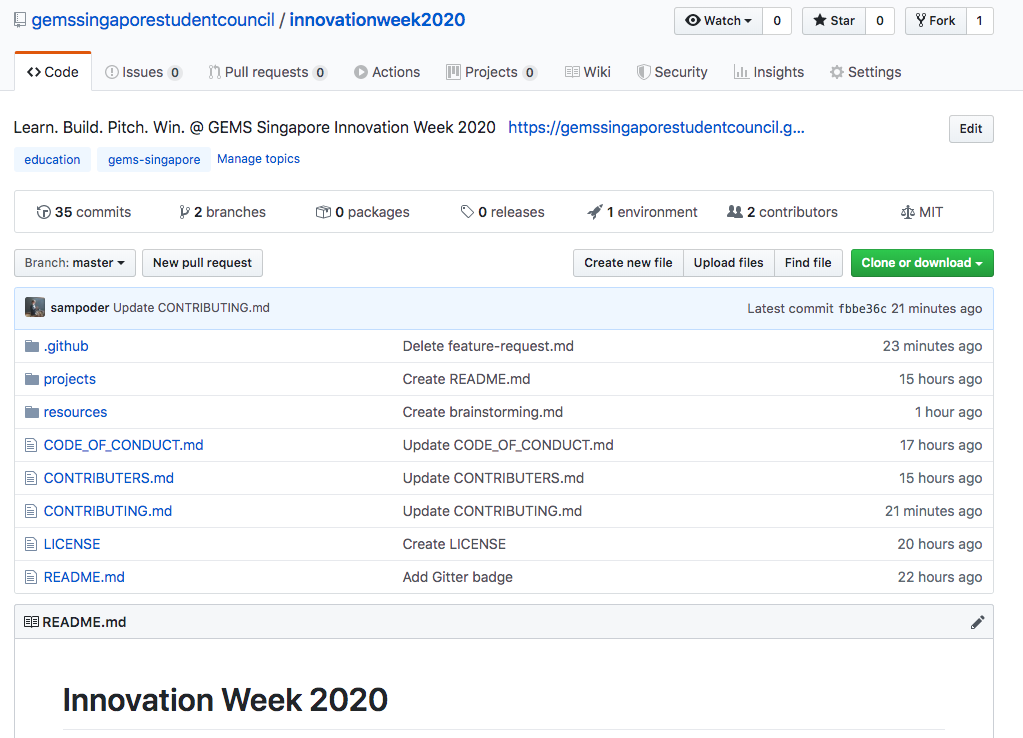 gemssingaporestudentcouncil / innovationweek2020
Watch 0 Star 0 Fork 1
Code Issues 0 Pull requests 0 Actions Projects 0 Wiki Security Insights Settings
Learn. Build. Pitch. Win. @ GEMS Singapore Innovation Week 2020 https://gemssingaporestudentcouncil.g... Edit
education gems-singapore Manage topics
35 commits 2 branches 0 packages 0 releases 1 environment 2 contributors MIT
Branch: master New pull request Create new file Upload files Find file Clone or download
sampoder Update CONTRIBUTING.md Latest commit fbbe36c 21 minutes ago
.github Delete feature-request.md 23 minutes ago
projects Create README.md 15 hours ago
resources Create brainstorming.md 1 hour ago
CODE_OF_CONDUCT.md Update CODE_OF_CONDUCT.md 17 hours ago
CONTRIBUTERS.md Update CONTRIBUTERS.md 15 hours ago
CONTRIBUTING.md Update CONTRIBUTING.md 21 minutes ago
LICENSE Create LICENSE 20 hours ago
README.md Add Gitter badge 22 hours ago
README.md
Innovation Week 2020